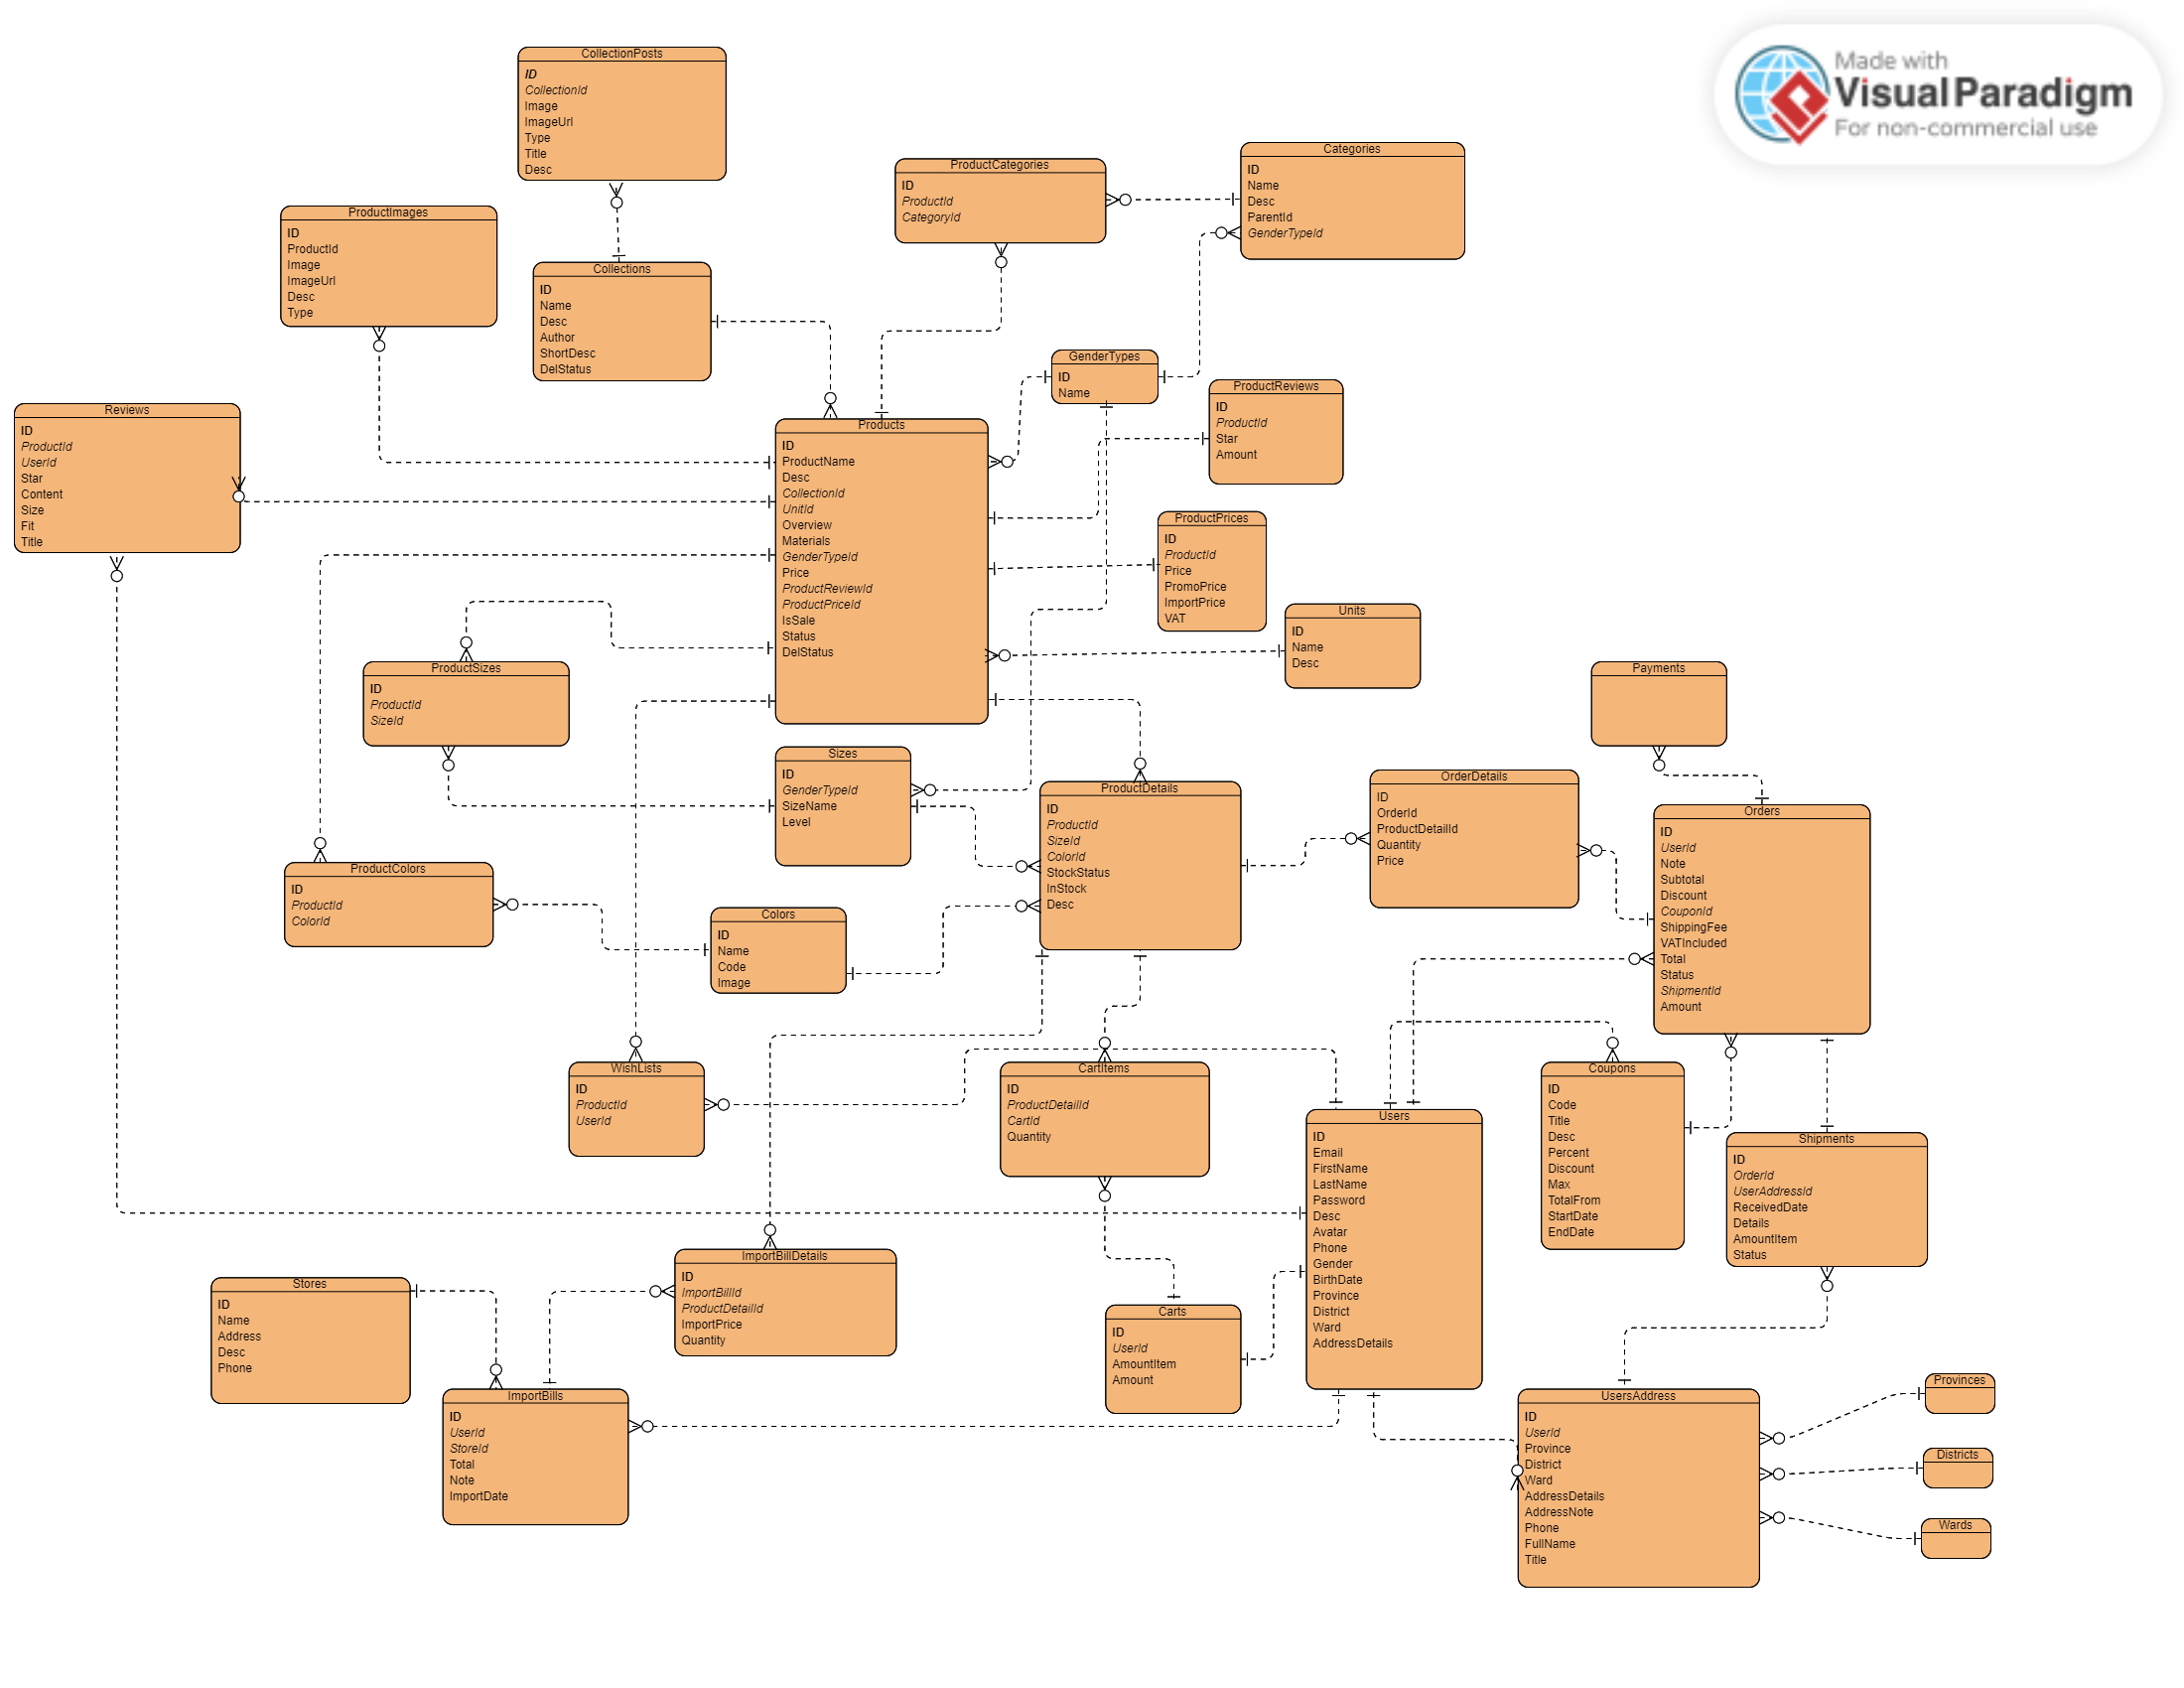 Made with
Visual Paradigm
For non-commercial use
CollectionPosts
ID
CollectionId
Image
ImageUrl
Type
Title
Desc
ProductCategories
ID
ProductId
CategoryId
Categories
ID
Name
Desc
ParentId
GenderTypeId
ProductImages
ID
ProductId
Image
ImageUrl
Desc
Type
Collections
ID
Name
Desc
Author
ShortDesc
DelStatus
GenderTypes
ID
Name
ProductReviews
ID
ProductId
Star
Amount
Reviews
ID
ProductId
UserId
Star
Content
Size
Fit
Title
Products
ID
ProductName
Desc
CollectionId
UnitId
Overview
Materials
GenderTypeId
Price
ProductReviewId
ProductPriceId
IsSale
Status
DelStatus
ProductPrices
ID
ProductId
Price
PromoPrice
ImportPrice
VAT
Units
ID
Name
Desc
ProductSizes
ID
ProductId
SizeId
Payments
Sizes
ID
GenderTypeId
SizeName
Level
ProductDetails
ID
ProductId
SizeId
ColorId
StockStatus
InStock
Desc
OrderDetails
ID
OrderId
ProductDetailId
Quantity
Price
Orders
ID
UserId
Note
Subtotal
Discount
CouponId
ShippingFee
VATIncluded
Total
Status
ShipmentId
Amount
ProductColors
ID
ProductId
ColorId
Colors
ID
Name
Code
Image
WishLists
ID
ProductId
UserId
CartItems
ID
ProductDetailId
CartId
Quantity
Users
ID
Email
FirstName
LastName
Password
Desc
Avatar
Phone
Gender
BirthDate
Province
District
Ward
AddressDetails
Coupons
ID
Code
Title
Desc
Percent
Discount
Max
TotalFrom
StartDate
EndDate
Shipments
ID
OrderId
UserAddressId
ReceivedDate
Details
AmountItem
Status
ImportBillDetails
ID
ImportBillId
ProductDetailId
ImportPrice
Quantity
Stores
ID
Name
Address
Desc
Phone
Carts
ID
UserId
AmountItem
Amount
ImportBills
ID
UserId
StoreId
Total
Note
ImportDate
UsersAddress
ID
UserId
Province
District
Ward
AddressDetails
AddressNote
Phone
FullName
Title
Provinces
Districts
Wards